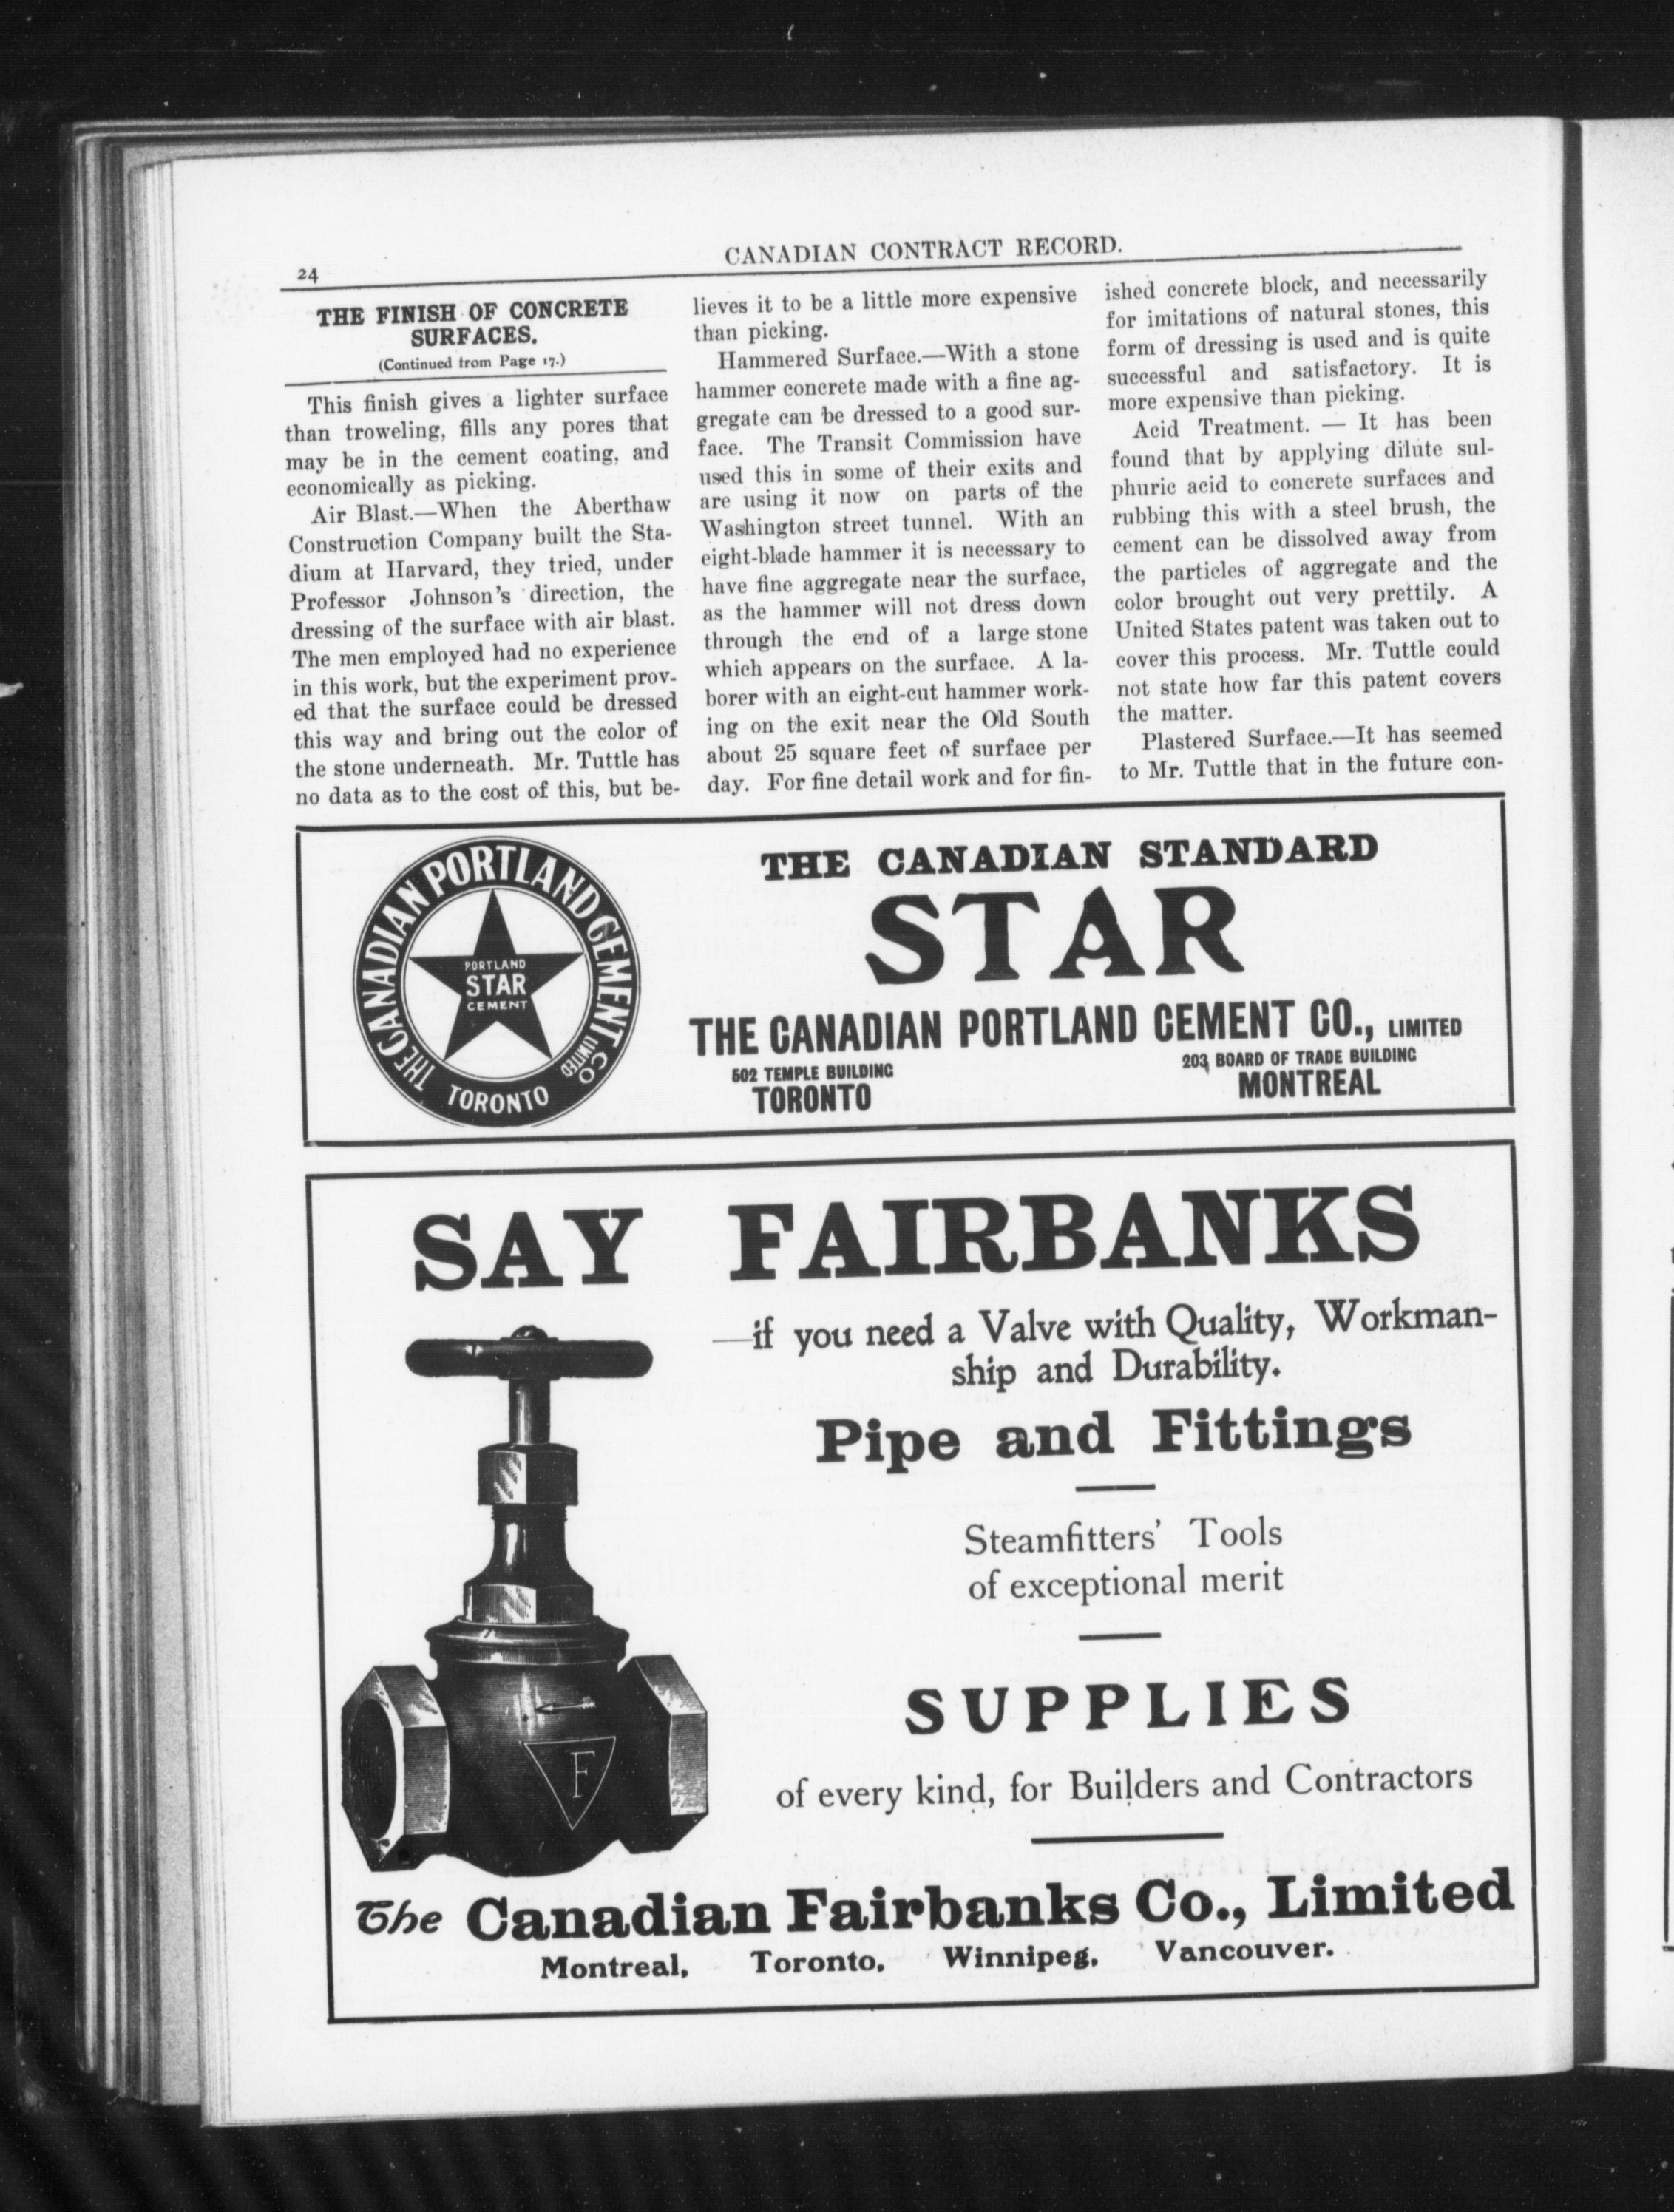 24
CANADIAN CONTRACT RECORD.
THE FINISH OF CONCRETE
SURFACES.
(Continued from Page 17.)
This finish gives a lighter surface
than troweling, fills any pores that
may be in the cement coating, and
economically as picking.
Air Blast.—When the Aberthaw
Construction Company built the Sta-
dium at Harvard, they tried, under
Professor Johnson's direction, the
dressing of the surface with air blast.
The men employed had no experience
in this work, but the experiment prov-
ed that the surface could be dressed
this way and bring out the color of
the stone underneath. Mr. Tuttle has
no data as to the cost of this, but be-
lieves it to be a little more expensive
than picking.
Hammered Surface.—With a stone
hammer concrete made with a fine ag-
gregate can be dressed to a good sur-
face. The Transit Commission have
used this in some of their exits and
are using it now on parts of the
Washington street tunnel. With an
eight-blade hammer it is necessary to
have fine aggregate near the surface,
as the hammer will not dress down
through the end of a large stone
which appears on the surface. A la-
borer with an eight-cut hammer work-
ing on the exit near the Old South
about 25 square feet of surface per
day. For fine detail work and for fin-
ished concrete block, and necessarily
for imitations of natural stones, this
form of dressing is used and is quite
successful and satisfactory. It is
more expensive than picking.
Acid Treatment. — It has been
found that by applying dilute sul-
phuric acid to concrete surfaces and
rubbing this with a steel brush, the
cement can be dissolved away from
the particles of aggregate and the
color brought out very prettily. A
United States patent was taken out to
cover this process. Mr. Tuttle could
not state how far this patent covers
the matter.
Plastered Surface.—It has seemed
to Mr. Tuttle that in the future con-
THE CANADIAN PORTLAND CEMENT CO
LIMITED
TORONTO
PORTLAND
STAR
CEMENT
THE CANADIAN STANDARD
STAR
THE CANADIAN PORTLAND CEMENT CO., LIMITED
502 TEMPLE BUILDING
TORONTO
203 BOARD OF TRADE BUILDING
MONTREAL
SAY FAIRBANKS
—if you need a Valve with Quality, Workman-
ship and Durability.
Pipe and Fittings
Steamfitters' Tools
of exceptional merit
SUPPLIES
of every kind, for Builders and Contractors
F
The Canadian Fairbanks Co., Limited
Montreal, Toronto, Winnipeg, Vancouver.